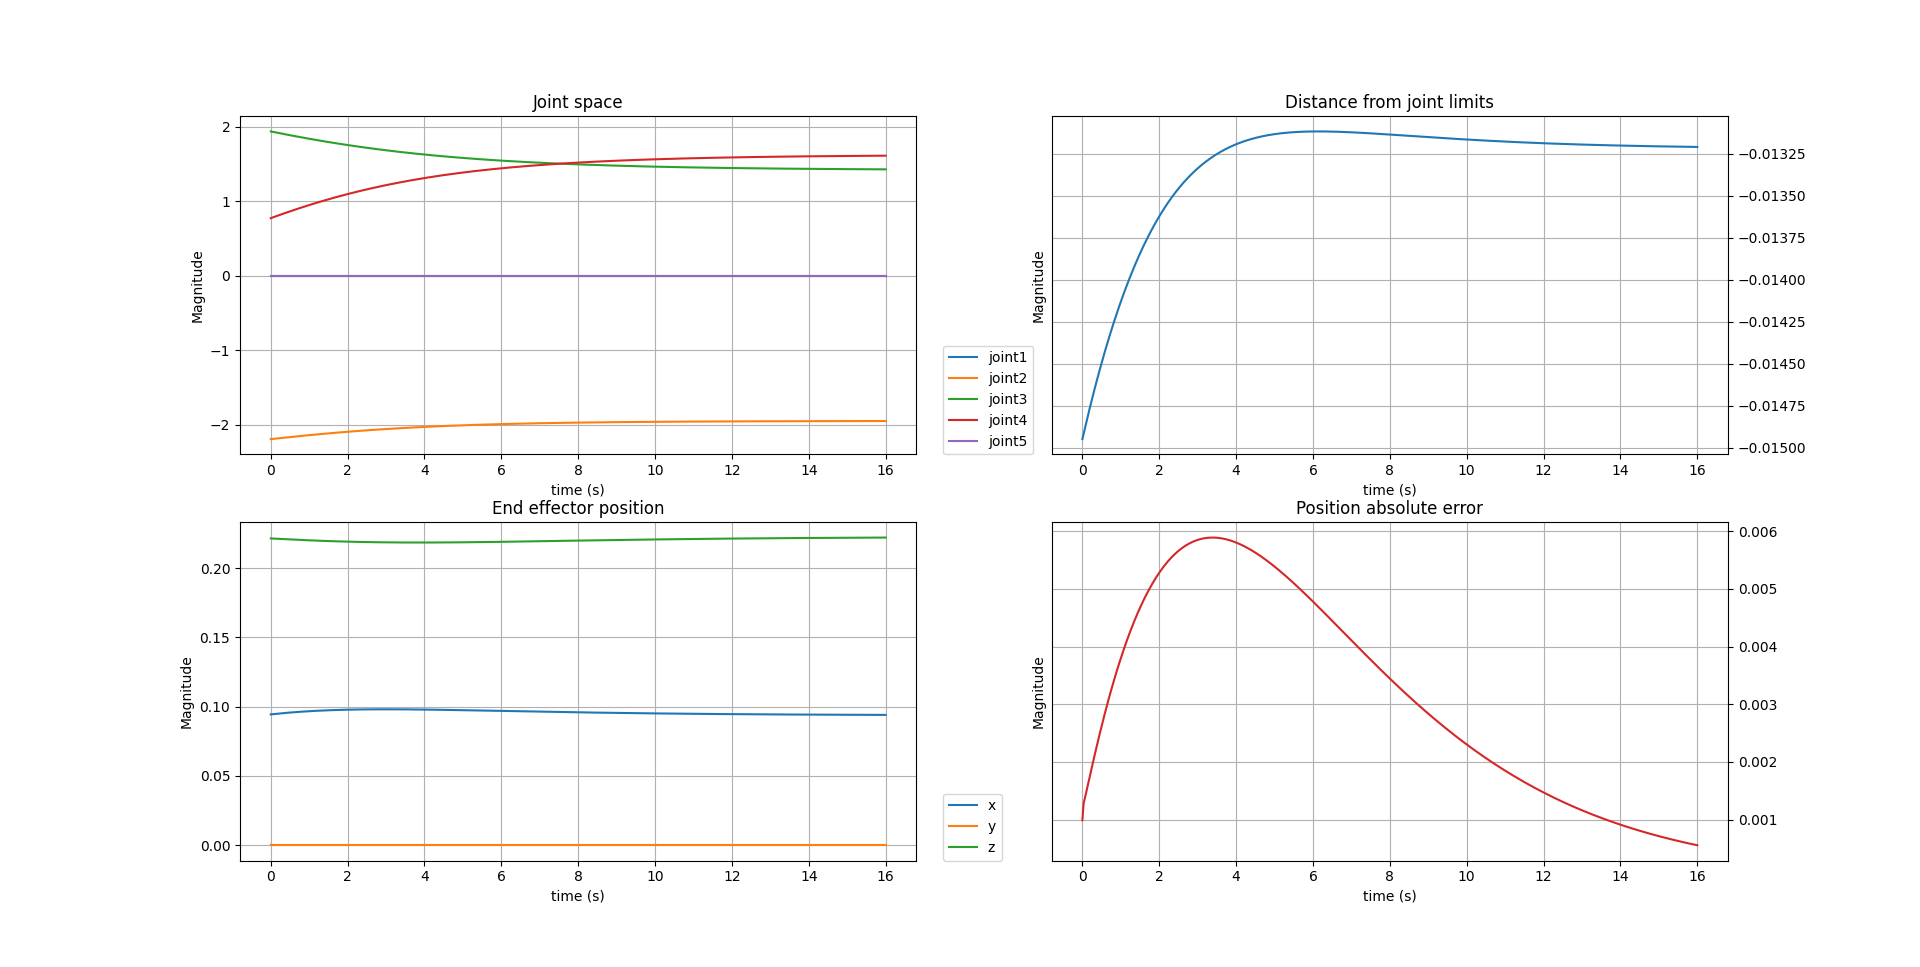 Joint space
Magnitude
2
1
0
−1
−2
0 2 4 6 8 10 12 14 16
time (s)
joint1
joint2
joint3
joint4
joint5
Distance from joint limits
Magnitude
−0.01325
−0.01350
−0.01375
−0.01400
−0.01425
−0.01450
−0.01475
−0.01500
0 2 4 6 8 10 12 14 16
time (s)
End effector position
Magnitude
0.20
0.15
0.10
0.05
0.00
0 2 4 6 8 10 12 14 16
time (s)
x
y
z
Position absolute error
Magnitude
0.006
0.005
0.004
0.003
0.002
0.001
0 2 4 6 8 10 12 14 16
time (s)